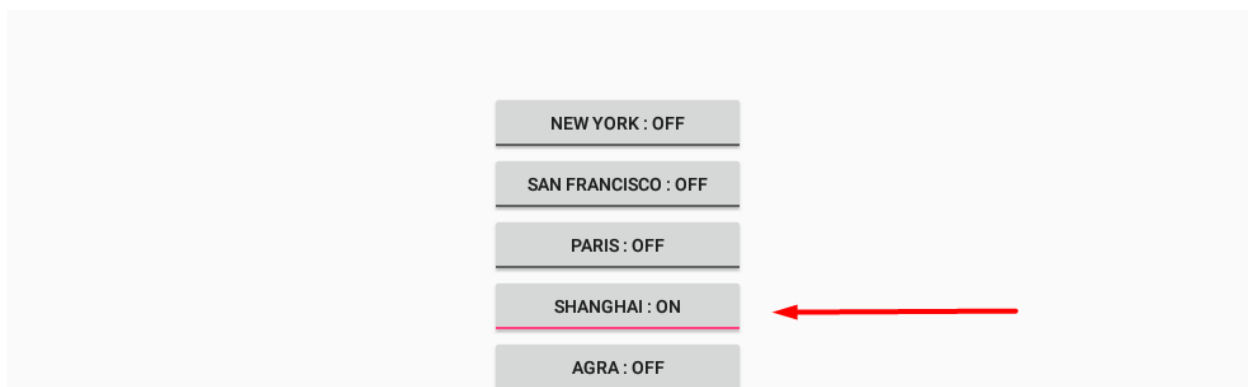 NEW YORK : OFF
SAN FRANCISCO : OFF
PARIS : OFF
SHANGHAI : ON
AGRA : OFF